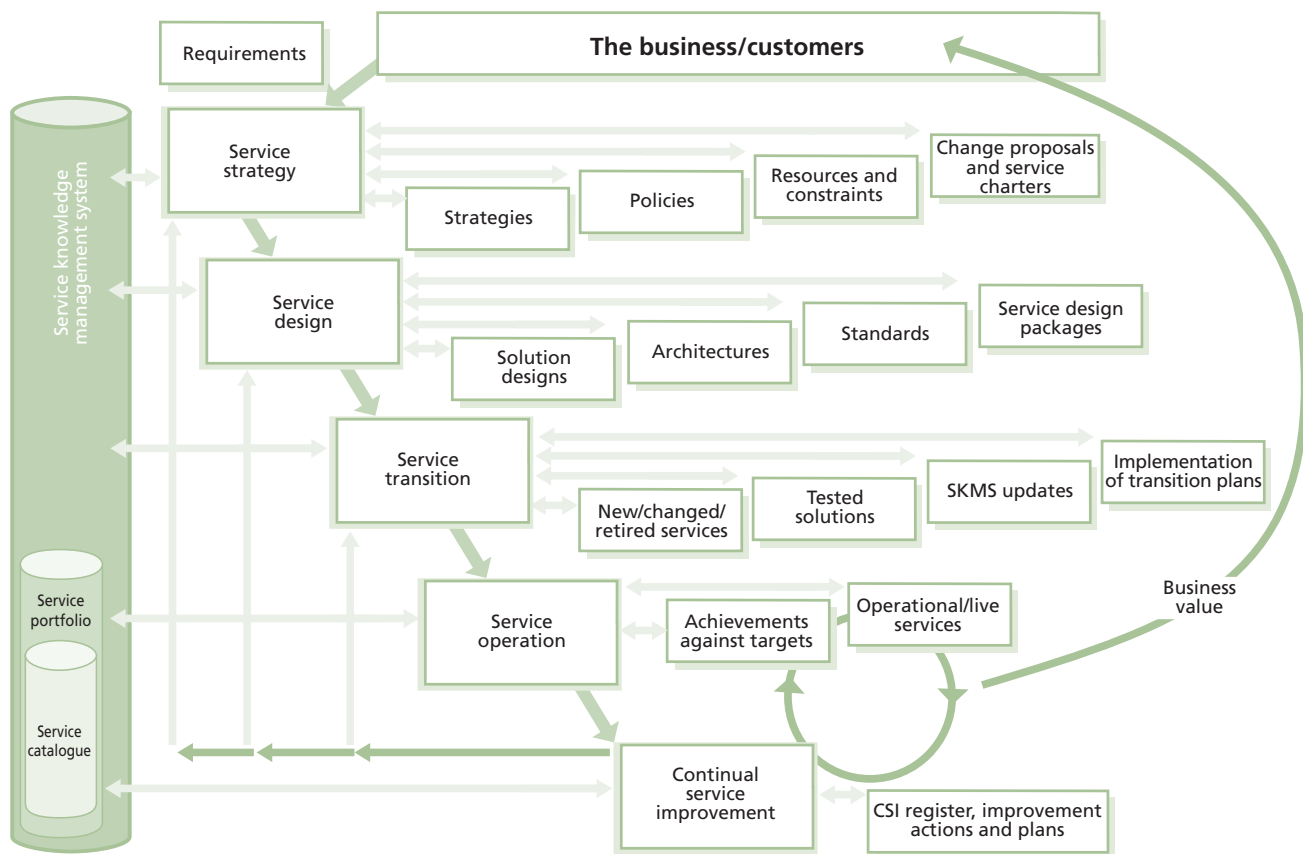 Requirements
The business/customers
Service knowledge
management system
Service
strategy
Strategies
Policies
Resources and
constraints
Change proposals
and service
charters
Service
design
Solution
designs
Architectures
Standards
Service design
packages
Service
transition
New/changed/
retired services
Tested
solutions
SKMS updates
Implementation
of transition plans
Service
portfolio
Service
operation
Achievements
against targets
Operational/live
services
Business
value
Service
catalogue
Continual
service
improvement
CSI register, improvement
actions and plans